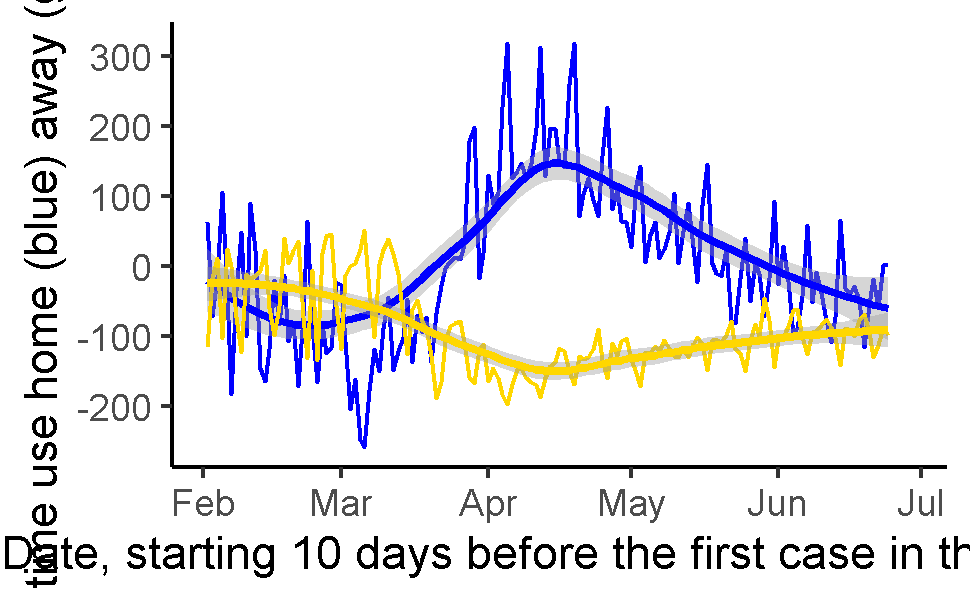 time use home (blue) away (
300
200
100
0
-100
-200
Feb Mar Apr May Jun Jul
Date, starting 10 days before the first case in th